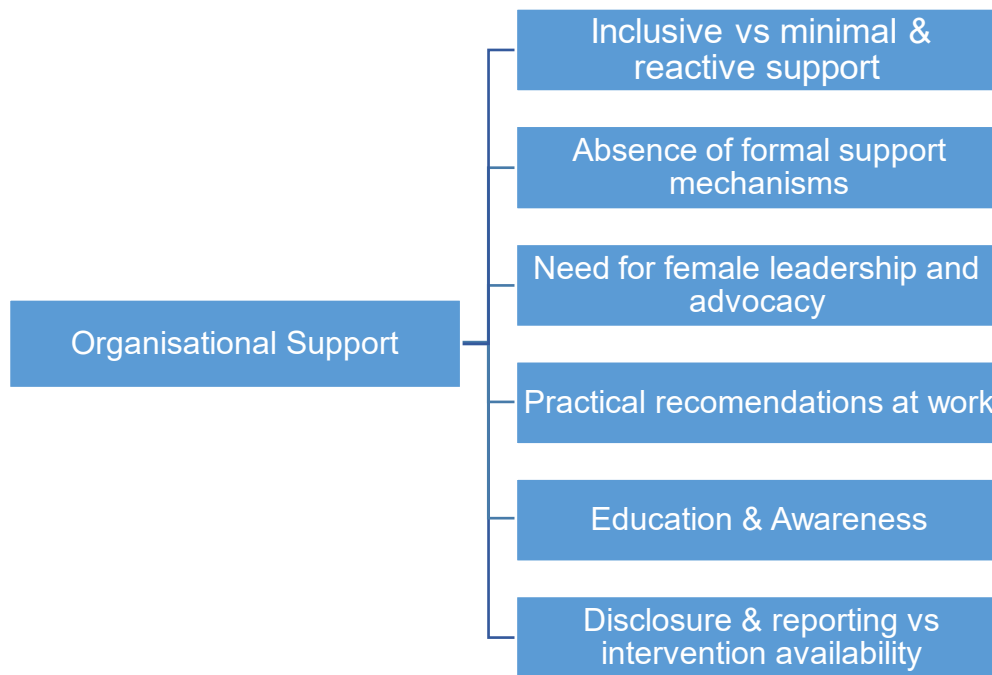 Inclusive vs minimal &
reactive support
Absence of formal support
mechanisms
Need for female leadership and
advocacy
Organisational Support
Practical recomendations at work
Education & Awareness
Disclosure & reporting vs
intervention availability